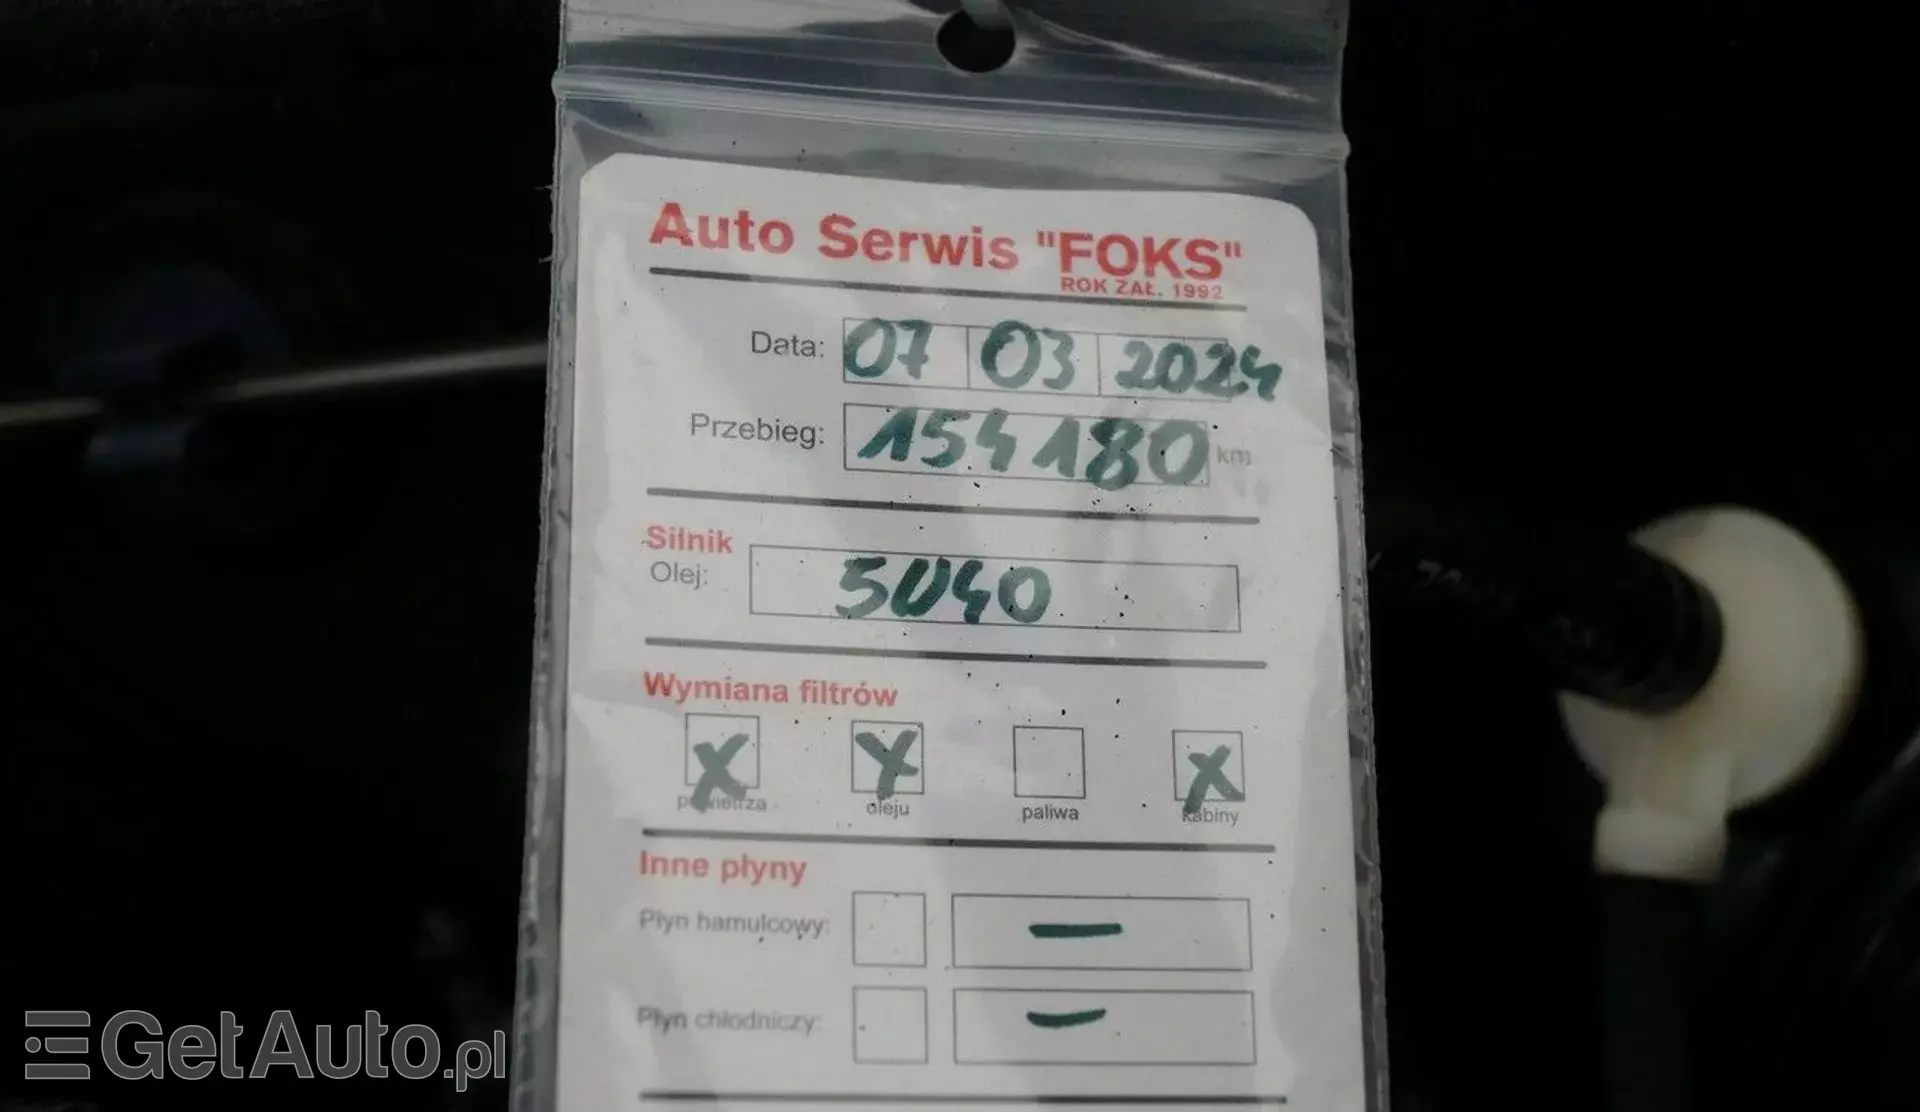 Auto Serwis "FOKS"
ROK ZAŁ. 1992
Data: 07 03 2024
Przebieg: 154180 km
Silnik
Olej: 5W40
Wymiana filtrów
X X X
powietrza oleju paliwa kabiny
Inne płyny
Płyn hamulcowy: —
Płyn chłodniczy: —
GetAuto.pl